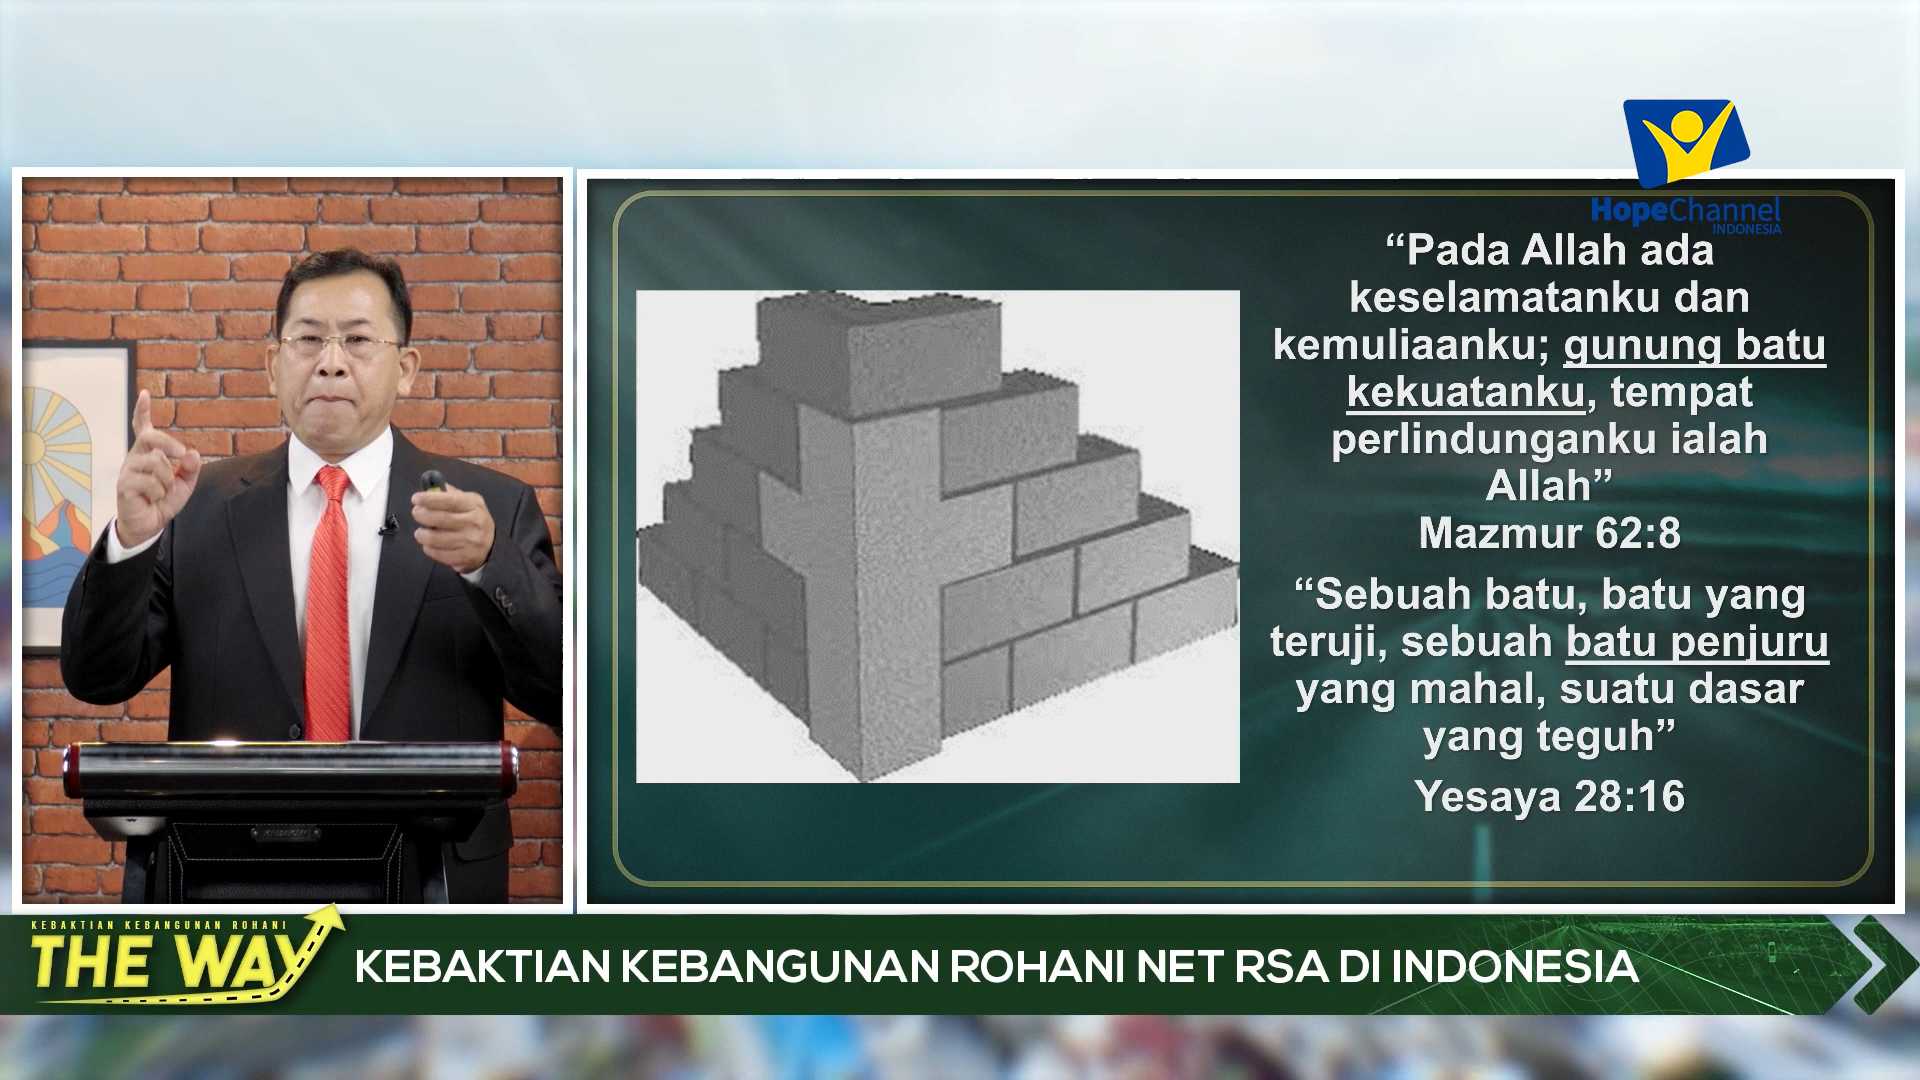 HopeChannel
INDONESIA
“Pada Allah ada
keselamatanku dan
kemuliaanku; gunung batu
kekuatanku, tempat
perlindunganku ialah
Allah”
Mazmur 62:8
“Sebuah batu, batu yang
teruji, sebuah batu penjuru
yang mahal, suatu dasar
yang teguh”
Yesaya 28:16
KEBAKTIAN KEBANGUNAN ROHANI
THE WAY
KEBAKTIAN KEBANGUNAN ROHANI NET RSA DI INDONESIA